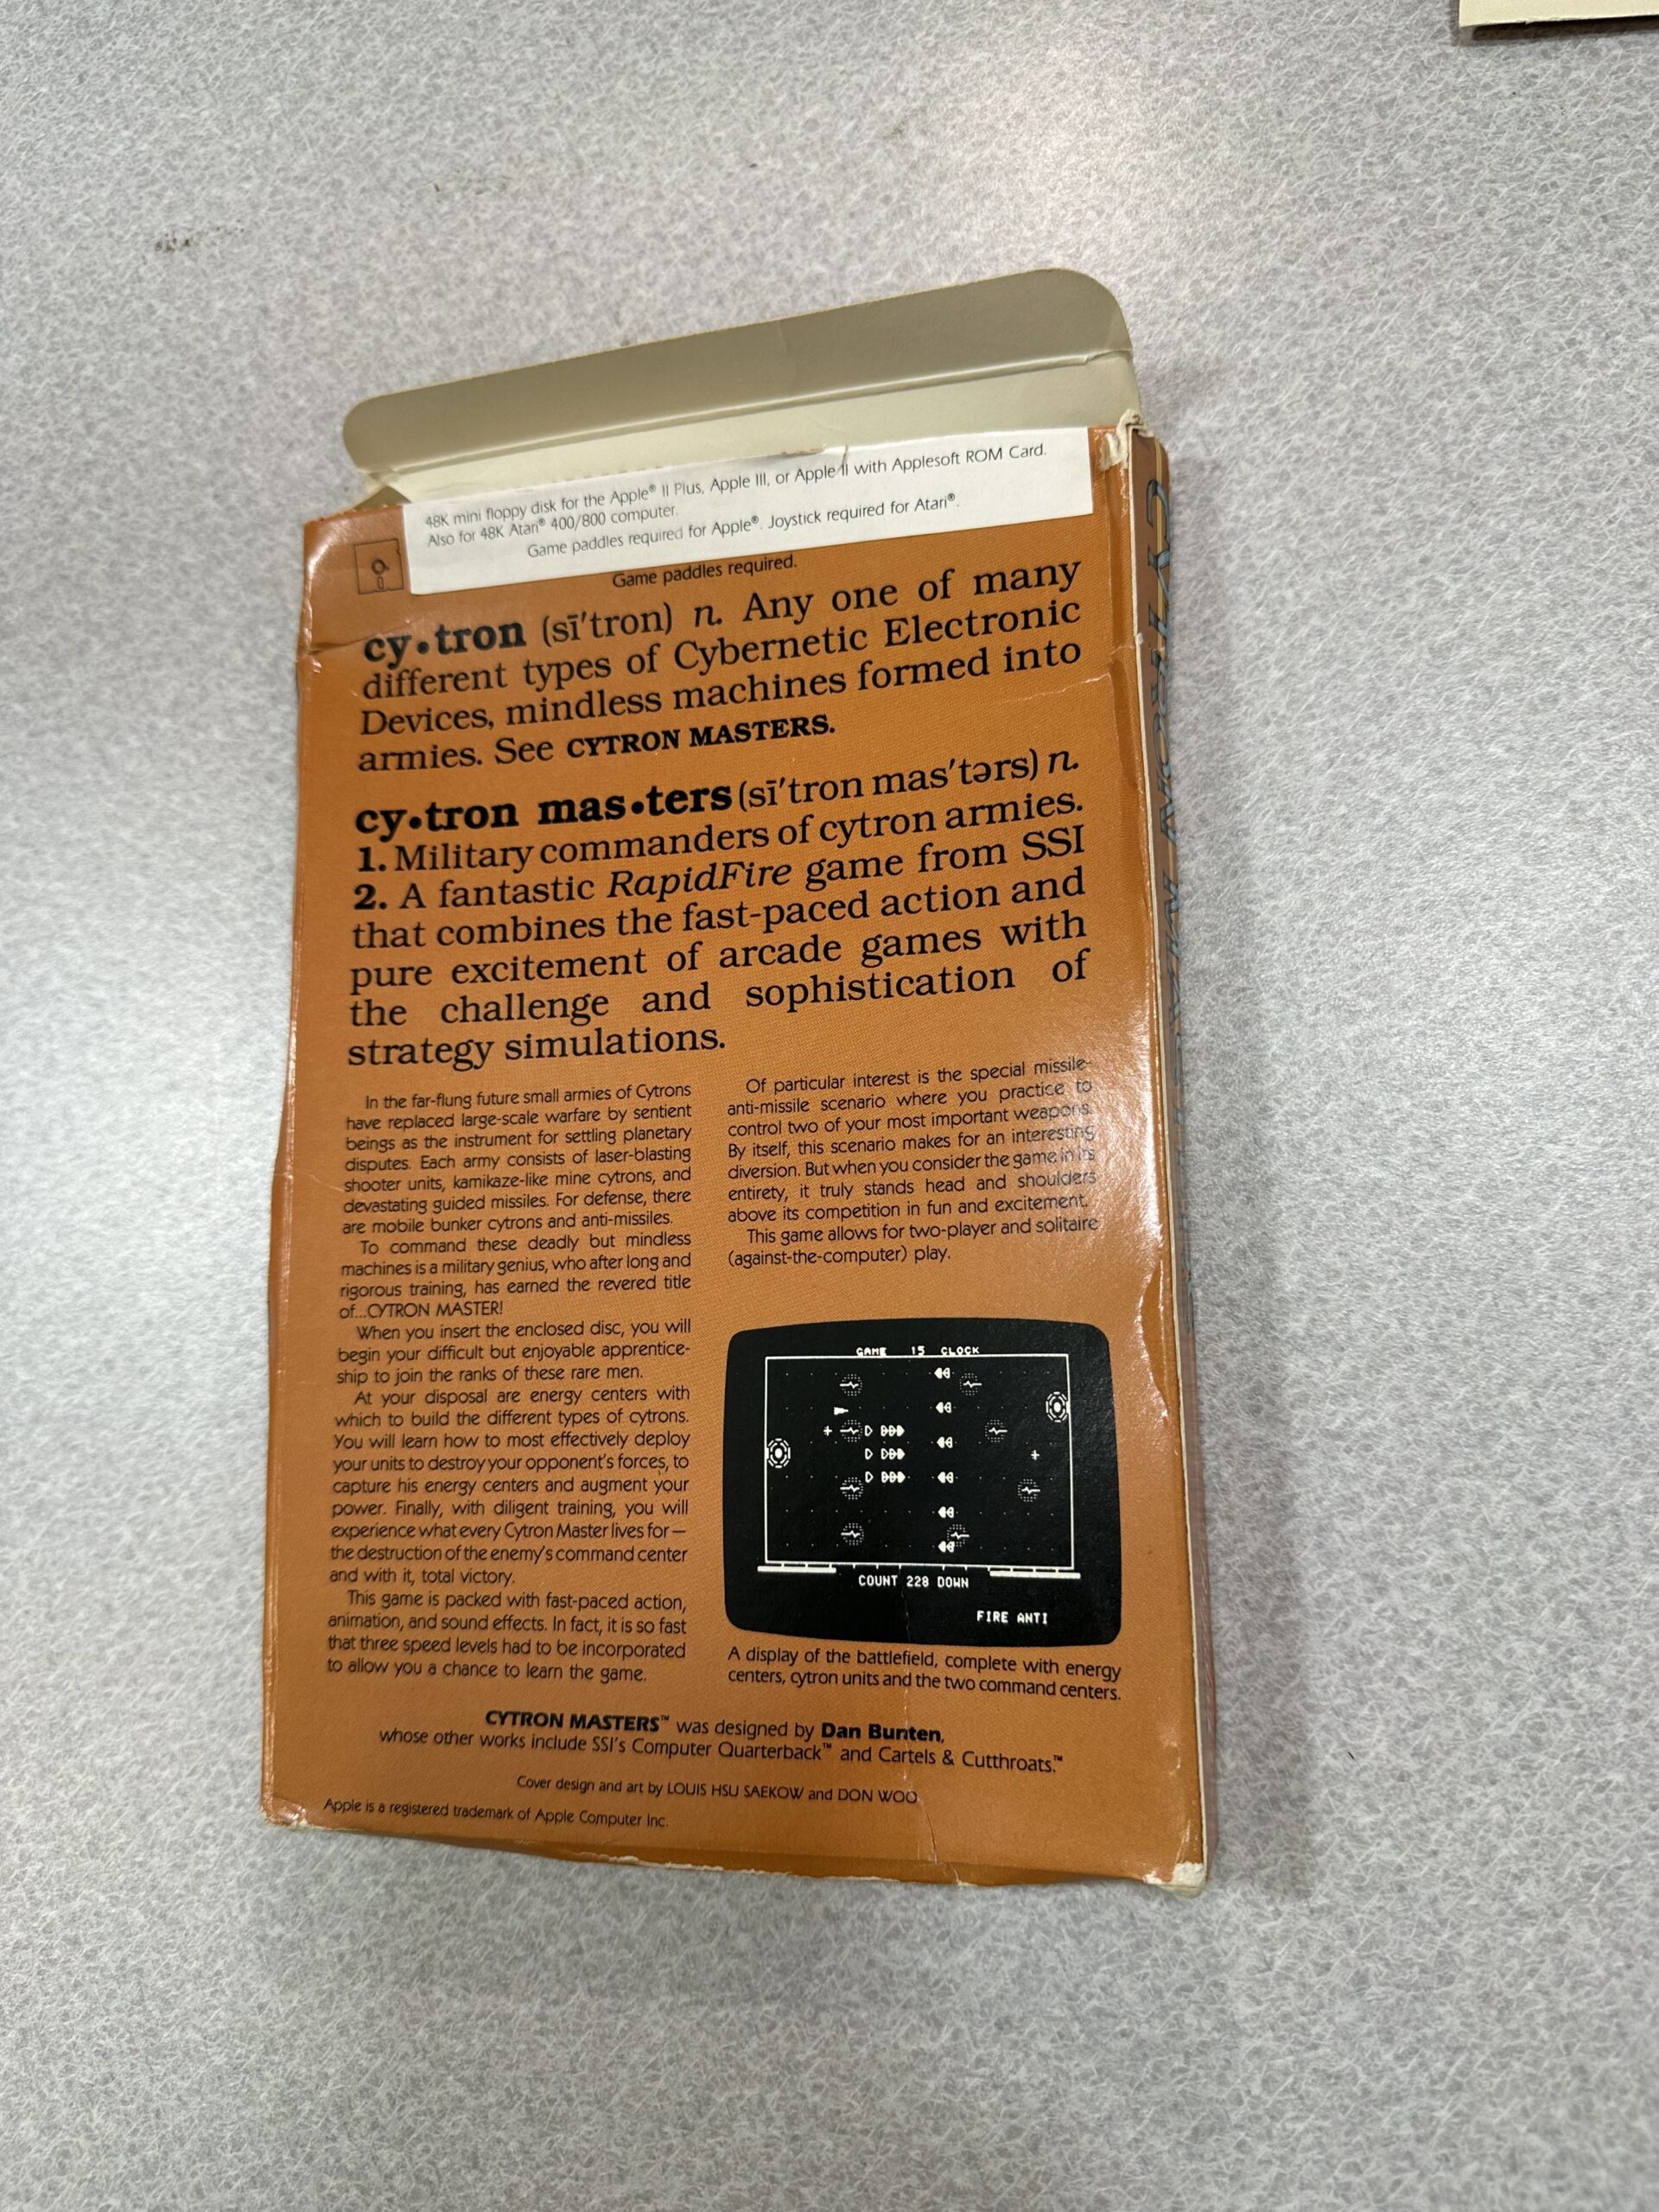 48K mini floppy disk for the Apple® II Plus, Apple III, or Apple II with Applesoft ROM Card.
Also for 48K Atari® 400/800 computer.
Game paddles required for Apple®. Joystick required for Atari®.
Game paddles required.
cy•tron (sī′tron) n. Any one of many
different types of Cybernetic Electronic
Devices, mindless machines formed into
armies. See CYTRON MASTERS.
cy•tron mas•ters (sī′tron mas′tərs) n.
1. Military commanders of cytron armies.
2. A fantastic RapidFire game from SSI
that combines the fast-paced action and
pure excitement of arcade games with
the challenge and sophistication of
strategy simulations.
In the far-flung future small armies of Cytrons
have replaced large-scale warfare by sentient
beings as the instrument for settling planetary
disputes. Each army consists of laser-blasting
shooter units, kamikaze-like mine cytrons, and
devastating guided missiles. For defense, there
are mobile bunker cytrons and anti-missiles.
To command these deadly but mindless
machines is a military genius, who after long and
rigorous training, has earned the revered title
of...CYTRON MASTER!
When you insert the enclosed disc, you will
begin your difficult but enjoyable apprentice-
ship to join the ranks of these rare men.
At your disposal are energy centers with
which to build the different types of cytrons.
You will learn how to most effectively deploy
your units to destroy your opponent's forces, to
capture his energy centers and augment your
power. Finally, with diligent training, you will
experience what every Cytron Master lives for—
the destruction of the enemy's command center
and with it, total victory.
This game is packed with fast-paced action,
animation, and sound effects. In fact, it is so fast
that three speed levels had to be incorporated
to allow you a chance to learn the game.
Of particular interest is the special missile-
anti-missile scenario where you practice to
control two of your most important weapons.
By itself, this scenario makes for an interesting
diversion. But when you consider the game in its
entirety, it truly stands head and shoulders
above its competition in fun and excitement.
This game allows for two-player and solitaire
(against-the-computer) play.
GAME 15 CLOCK
COUNT 228 DOWN
FIRE ANTI
A display of the battlefield, complete with energy
centers, cytron units and the two command centers.
CYTRON MASTERS™ was designed by Dan Bunten,
whose other works include SSI's Computer Quarterback™ and Cartels & Cutthroats.™
Cover design and art by LOUIS HSU SAEKOW and DON WOO.
Apple is a registered trademark of Apple Computer Inc.
CYTRON